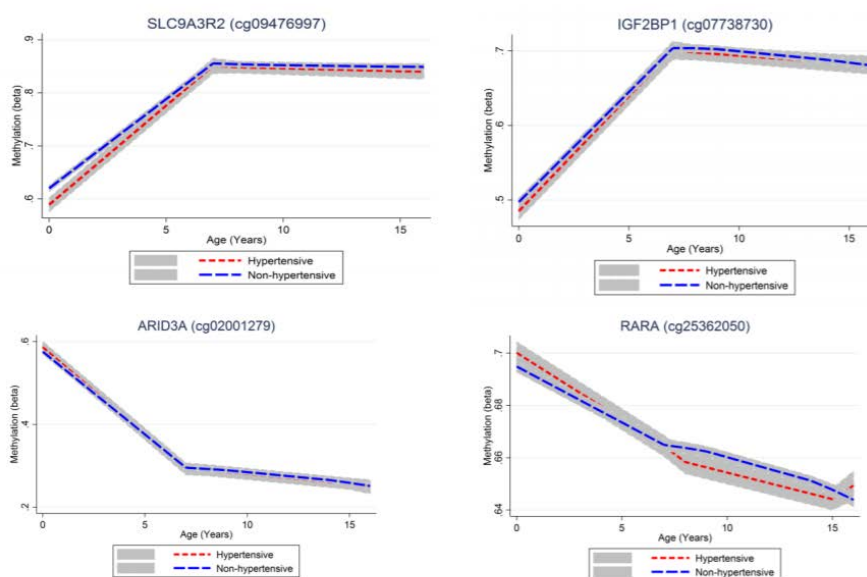 SLC9A3R2 (cg09476997)
Methylation (beta)
.9
.8
.7
.6
0
5
10
15
Age (Years)
Hypertensive
Non-hypertensive
IGF2BP1 (cg07738730)
Methylation (beta)
.7
.6
.5
0
5
10
15
Age (Years)
Hypertensive
Non-hypertensive
ARID3A (cg02001279)
Methylation (beta)
.6
.4
.2
0
5
10
15
Age (Years)
Hypertensive
Non-hypertensive
RARA (cg25362050)
Methylation (beta)
.7
.68
.66
.64
0
5
10
15
Age (Years)
Hypertensive
Non-hypertensive